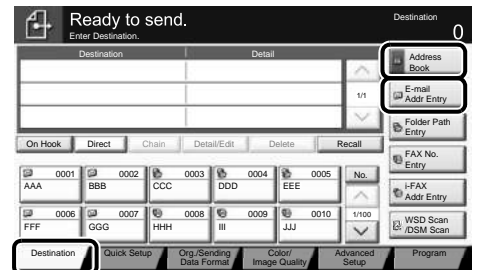 Ready to send.
Enter Destination.
Destination
0
Destination
Detail
1/1
Address
Book
E-mail
Addr Entry
Folder Path
Entry
FAX No.
Entry
i-FAX
Addr Entry
WSD Scan
/DSM Scan
On Hook
Direct
Chain
Detail/Edit
Delete
Recall
0001
AAA
0002
BBB
0003
CCC
0004
DDD
0005
EEE
No.
0006
FFF
0007
GGG
0008
HHH
0009
III
0010
JJJ
1/100
Destination
Quick Setup
Org./Sending
Data Format
Color/
Image Quality
Advanced
Setup
Program